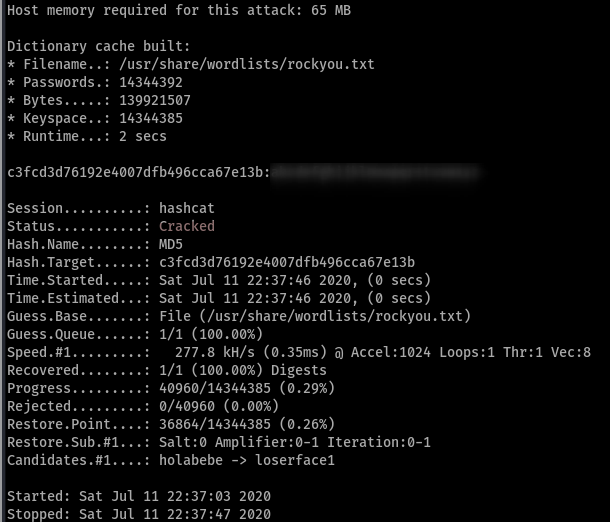 Host memory required for this attack: 65 MB
Dictionary cache built:
* Filename..: /usr/share/wordlists/rockyou.txt
* Passwords.: 14344392
* Bytes.....: 139921507
* Keyspace..: 14344385
* Runtime...: 2 secs
c3fcd3d76192e4007dfb496cca67e13b:
Session..........: hashcat
Status...........: Cracked
Hash.Name........: MD5
Hash.Target......: c3fcd3d76192e4007dfb496cca67e13b
Time.Started.....: Sat Jul 11 22:37:46 2020, (0 secs)
Time.Estimated...: Sat Jul 11 22:37:46 2020, (0 secs)
Guess.Base.......: File (/usr/share/wordlists/rockyou.txt)
Guess.Queue......: 1/1 (100.00%)
Speed.#1.........:   277.8 kH/s (0.35ms) @ Accel:1024 Loops:1 Thr:1 Vec:8
Recovered........: 1/1 (100.00%) Digests
Progress.........: 40960/14344385 (0.29%)
Rejected.........: 0/40960 (0.00%)
Restore.Point....: 36864/14344385 (0.26%)
Restore.Sub.#1...: Salt:0 Amplifier:0-1 Iteration:0-1
Candidates.#1....: holabebe -> loserface1
Started: Sat Jul 11 22:37:03 2020
Stopped: Sat Jul 11 22:37:47 2020